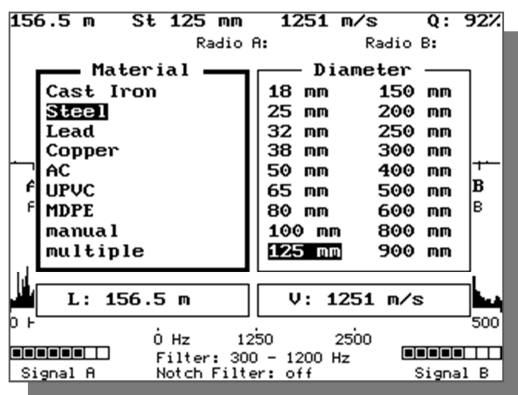 156.5 m St 125 mm 1251 m/s Q: 92%
Radio A: Radio B:
Material Diameter
Cast Iron 18 mm 150 mm
Steel 25 mm 200 mm
Lead 32 mm 250 mm
Copper 38 mm 300 mm
AC 50 mm 400 mm
UPVC 65 mm 500 mm B
MDPE 80 mm 600 mm B
manual 100 mm 800 mm
multiple 125 mm 900 mm
L: 156.5 m V: 1251 m/s
0 H 500
0 Hz 1250 2500
Filter: 300 - 1200 Hz
Signal A Notch Filter: off Signal B